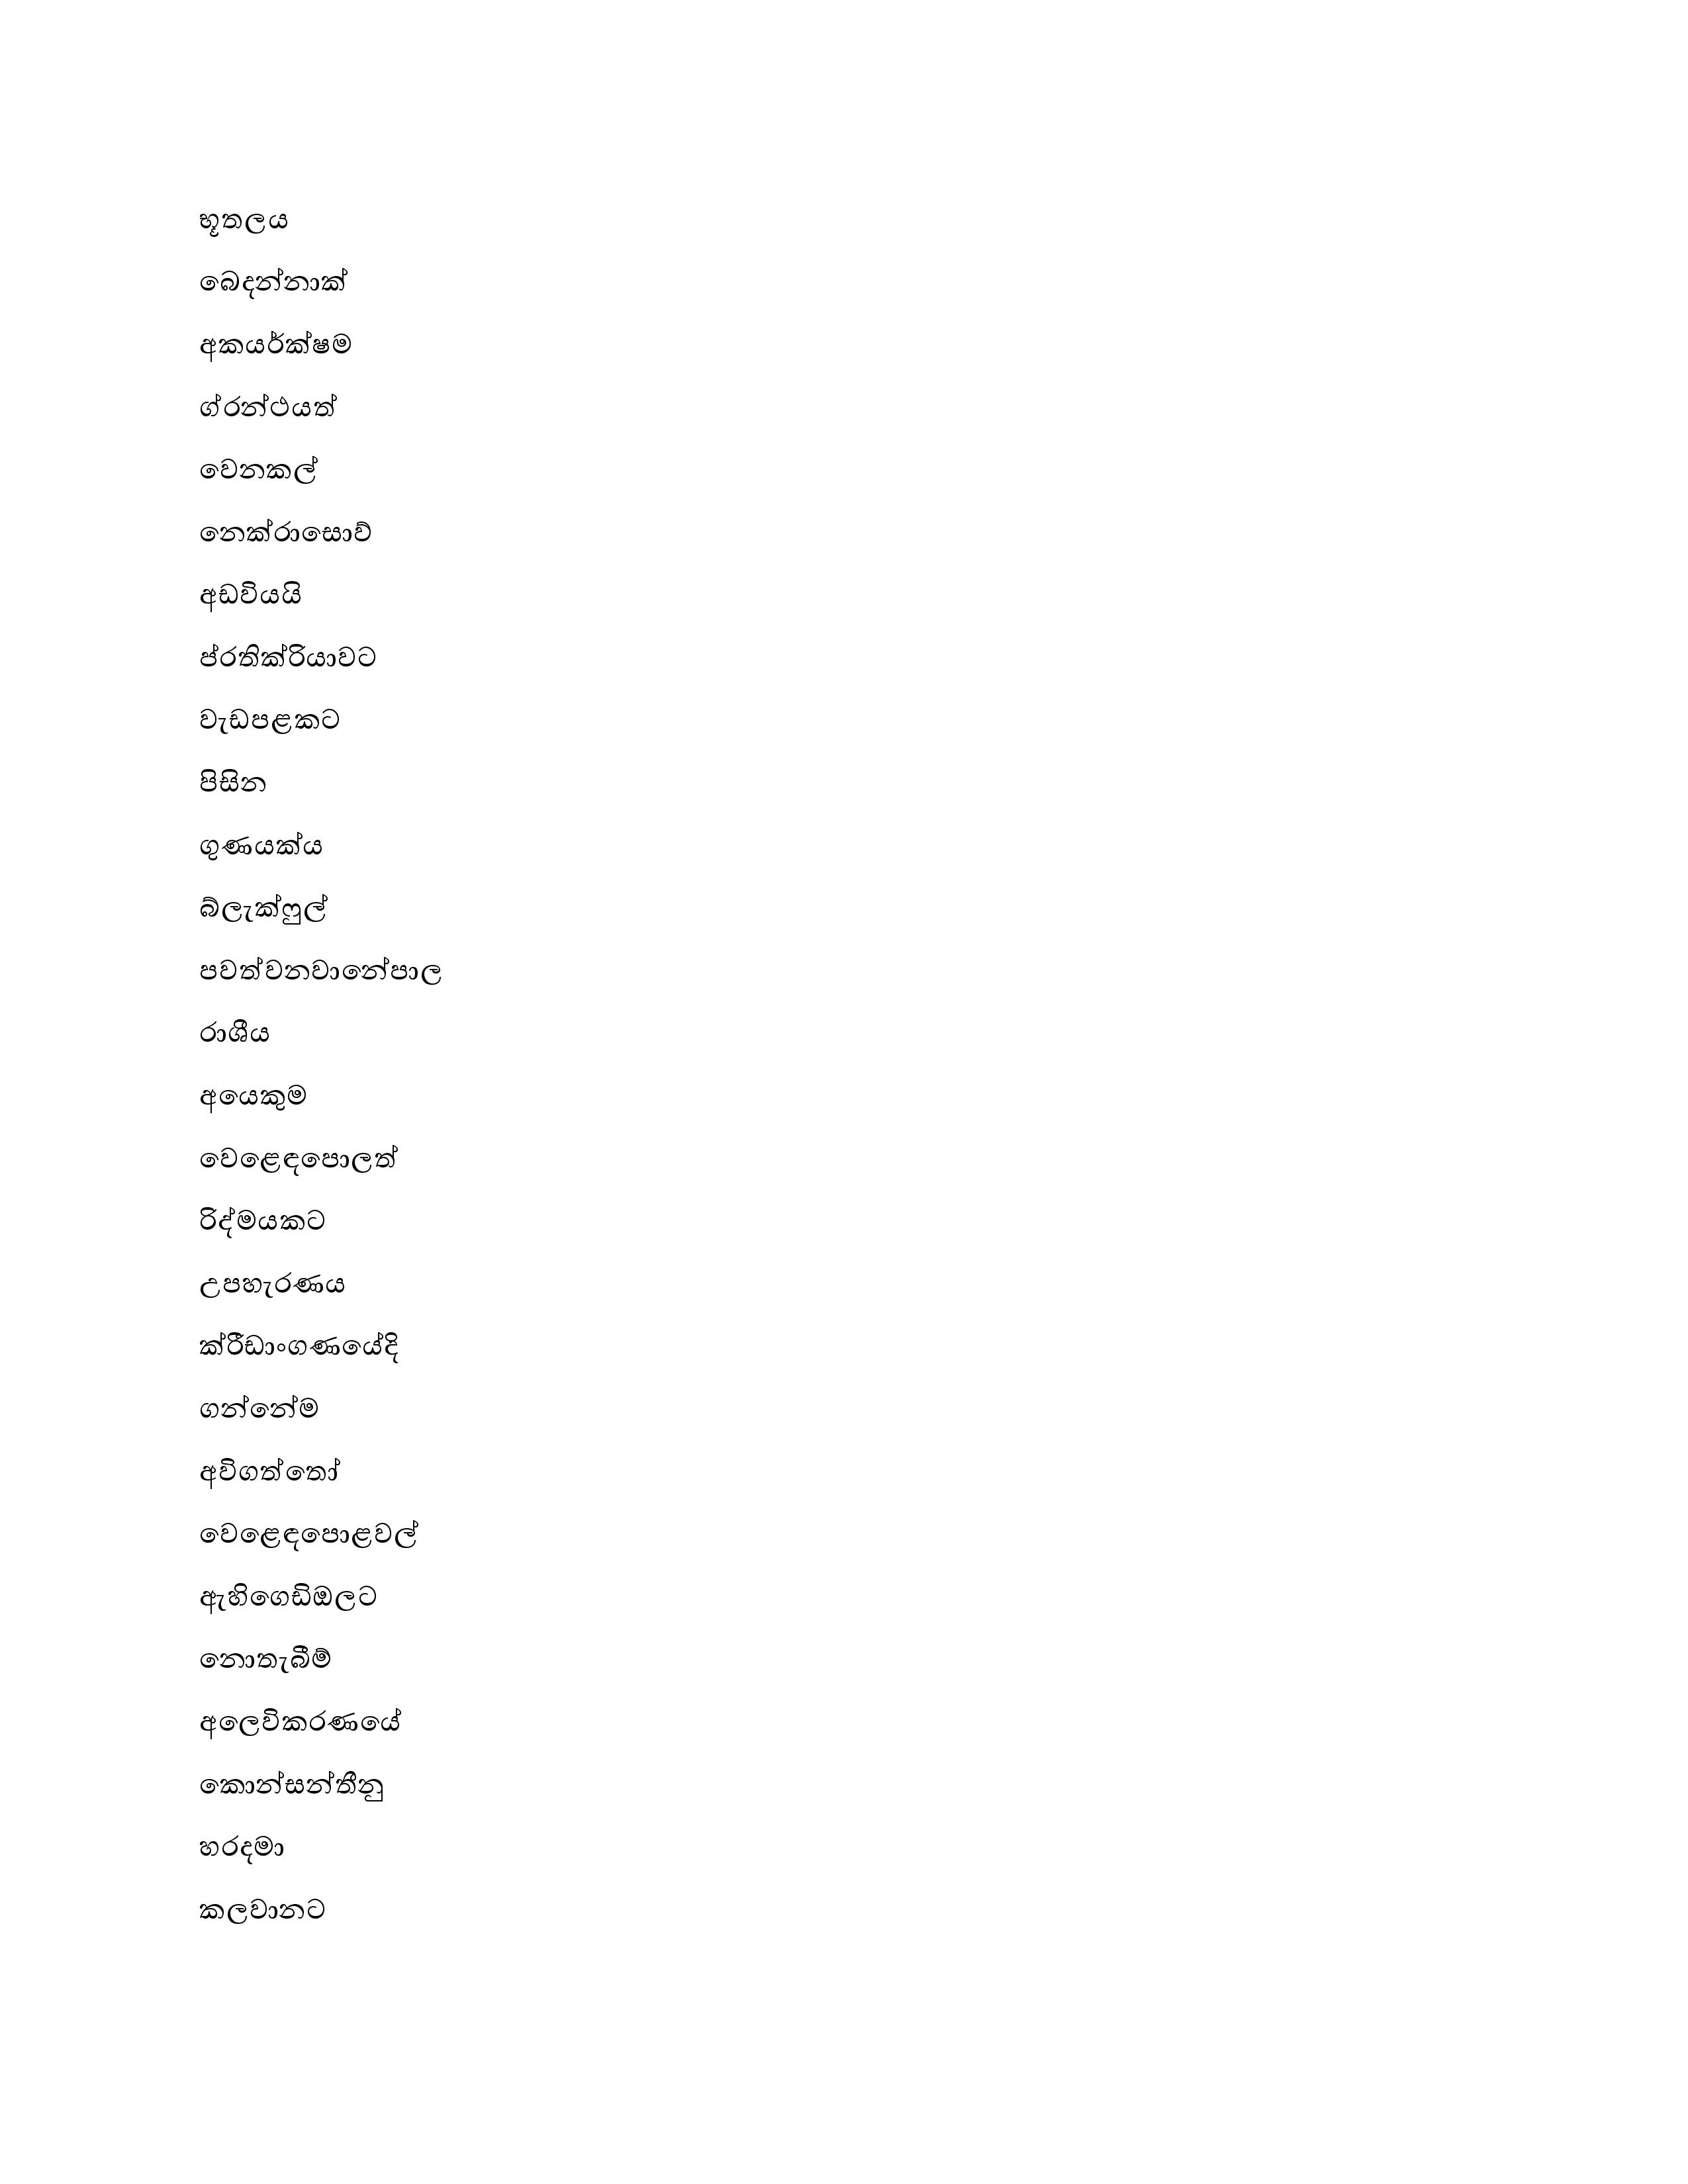 භූතලය
බෙදන්නාක්
අකයර්ක්ෂම
ග්රන්ථයත්
වෙනකල්
නෙක්රාසොව්
අඩවියයි
ප්රතික්රියාවට
වැඩපළකට
පිසින
ගුණයක්ය
බ්ලැක්ෆුල්
පවත්වනවානේපාල
රාශීය
අයෙකුම
වෙළෙඳපොලත්
රිද්මයකට
උපහැරණය
ක්රීඩාංගණයේදි
ගන්නේම
අවිගත්තෝ
වෙළෙඳපොළවල්
ඇහිගෙඩිඔලට
නොතැබීම්
අලෙවිකරණයේ
කොන්සන්තීනු
හරදමා
කලවානට